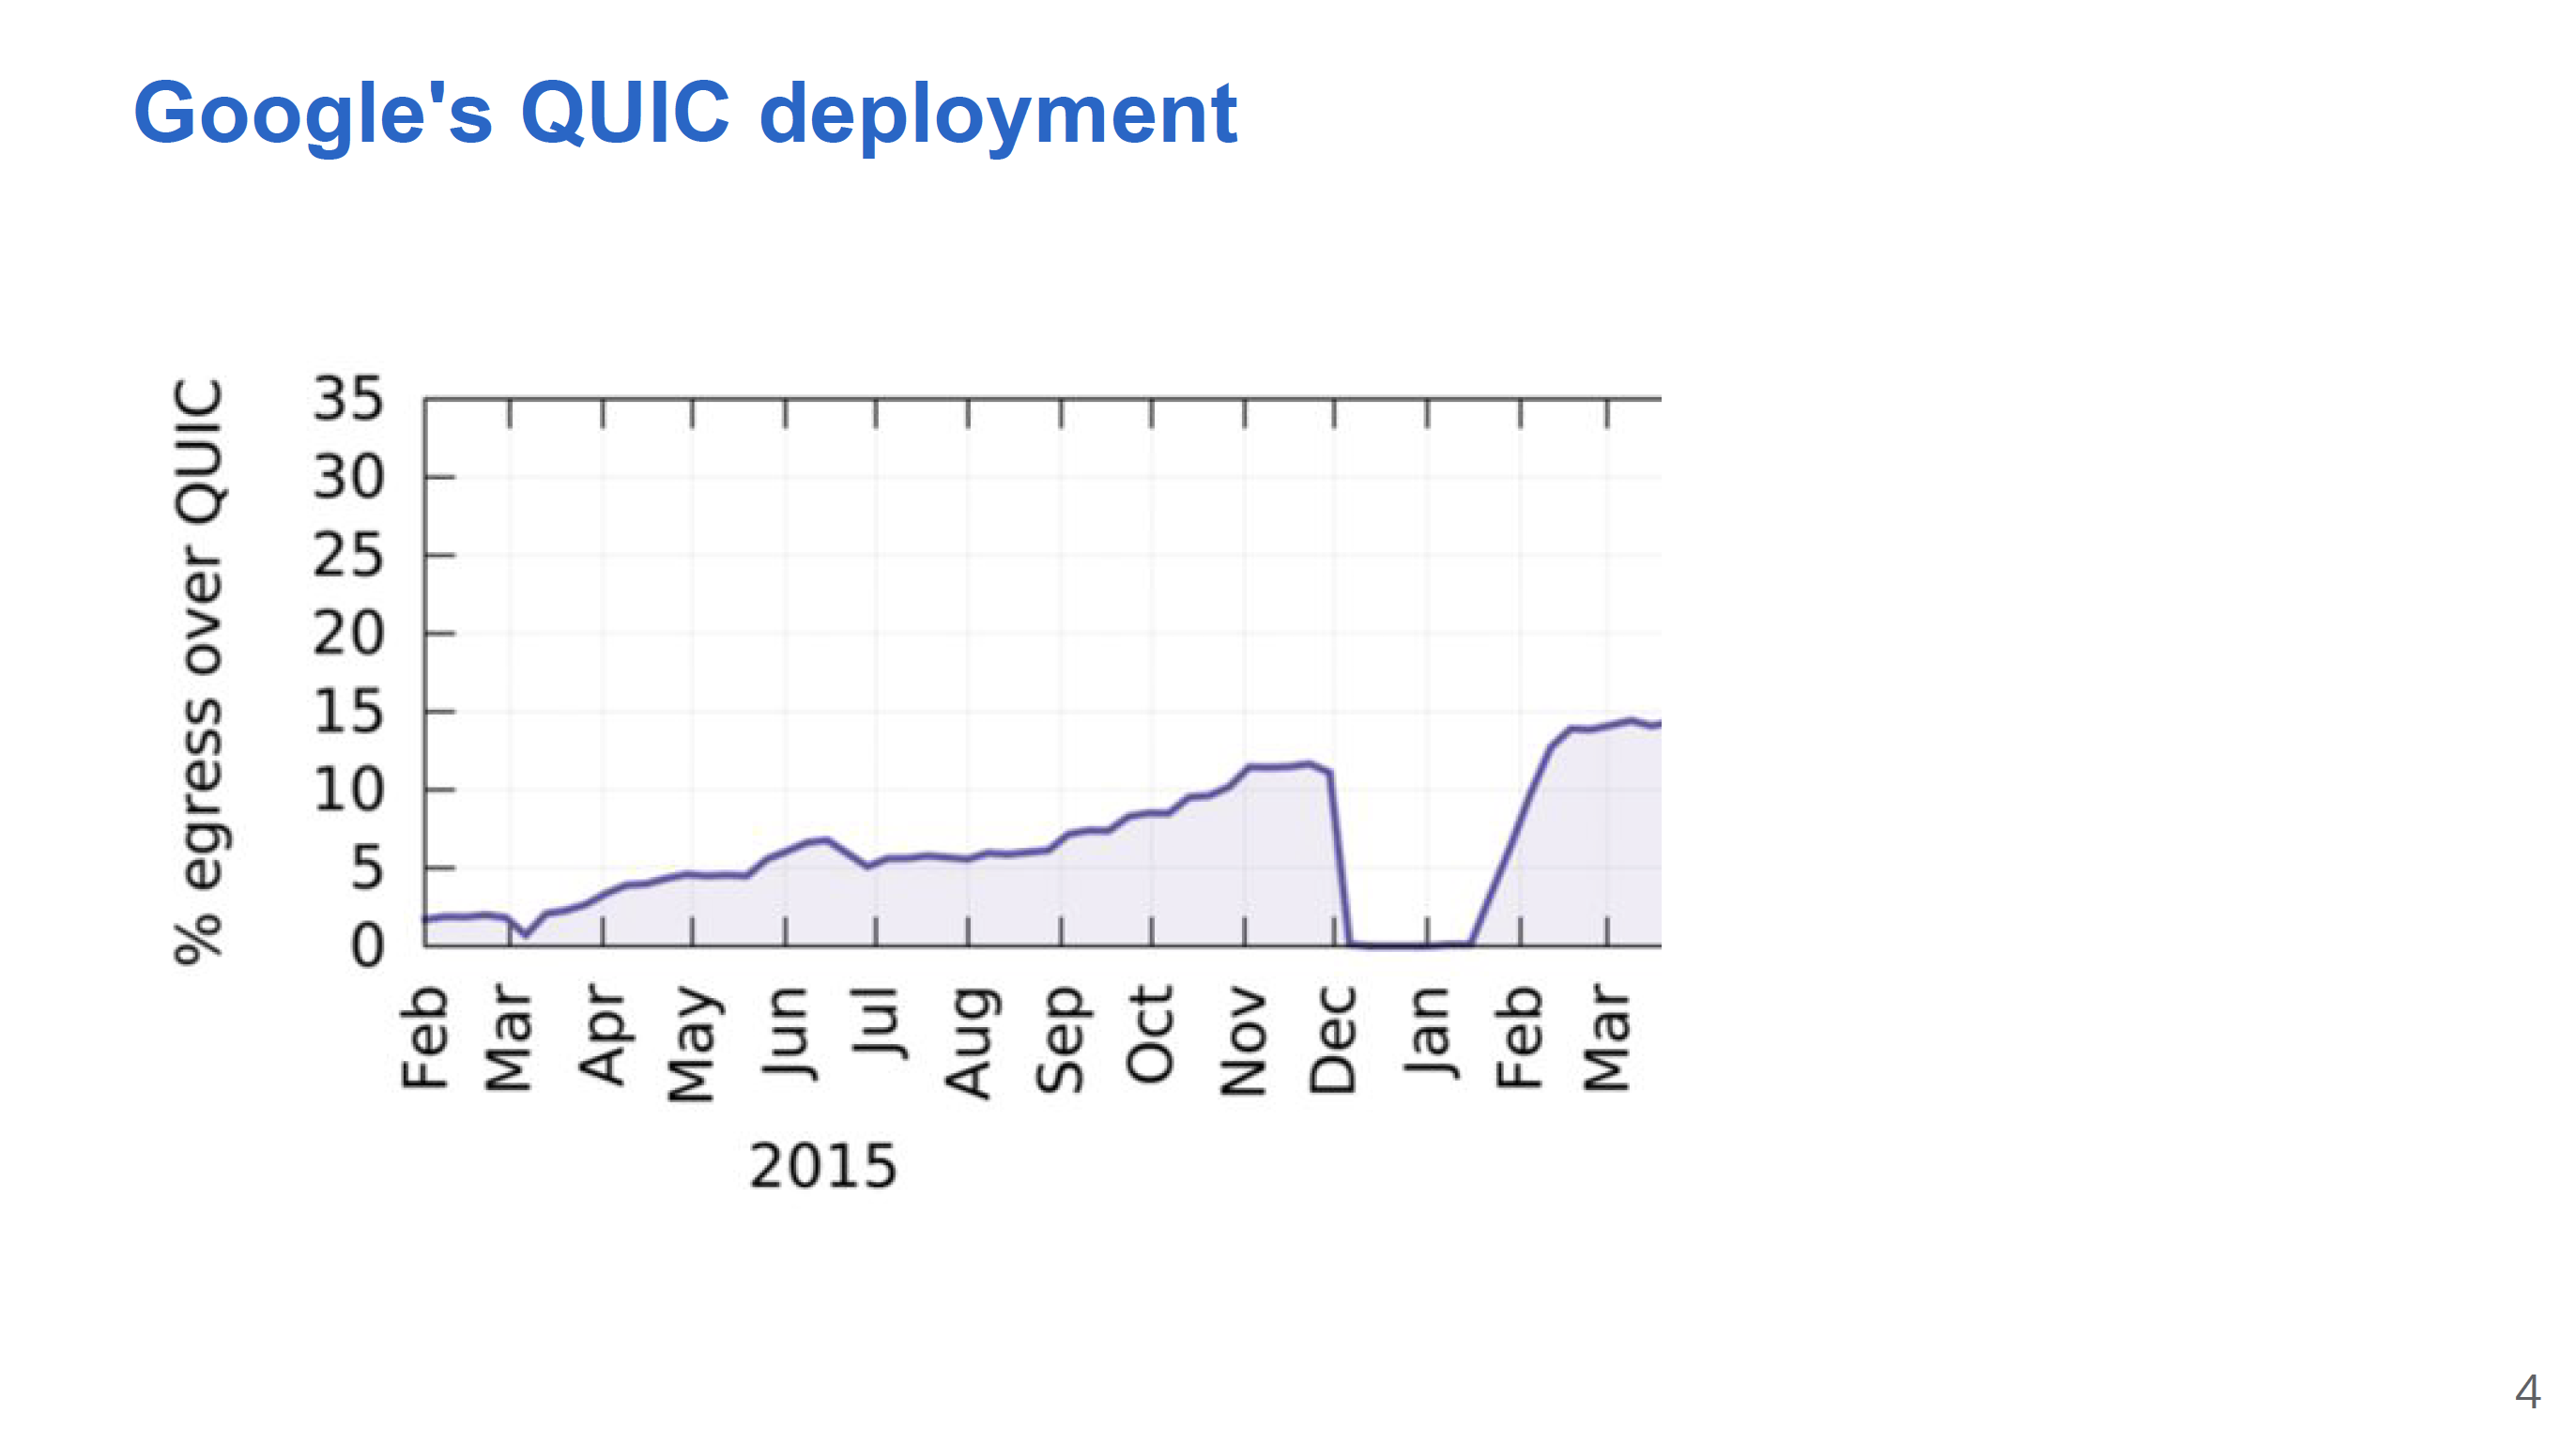 Google's QUIC deployment
% egress over QUIC
35
30
25
20
15
10
5
0
Feb
Mar
Apr
May
Jun
Jul
Aug
Sep
Oct
Nov
Dec
Jan
Feb
Mar
2015
4